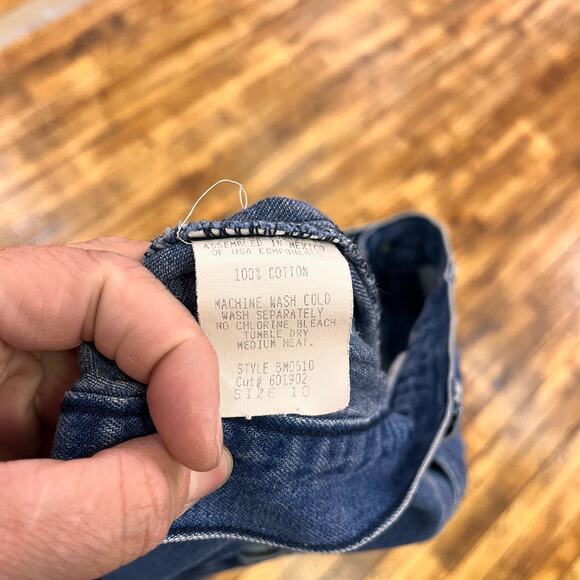 ASSEMBLED IN MEXICO
OF USA COMPONENTS
100% COTTON
MACHINE WASH COLD
WASH SEPARATELY
NO CHLORINE BLEACH
TUMBLE DRY
MEDIUM HEAT.
STYLE BM0510
Cut# 601902
SIZE 10